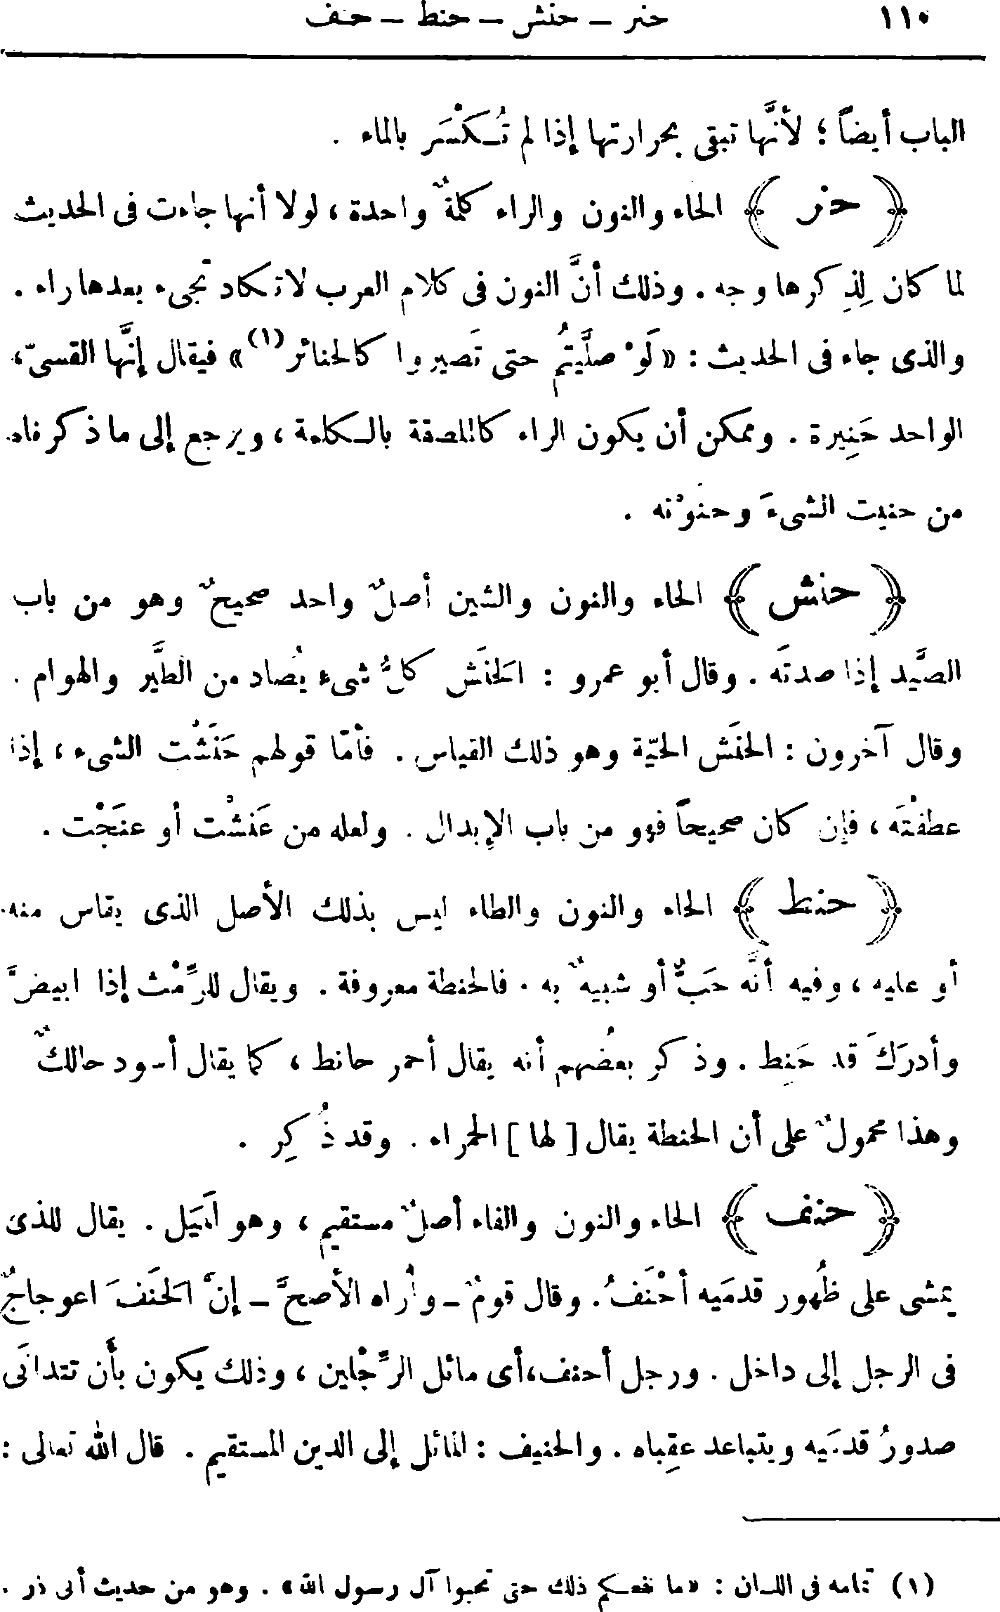 ١١٠ حنر – حنش – حنط – حنف
الباب أيضاً ؛ لأنَّها تبقى بحرارتها إذا لم تُكسَر بالماء .
﴿ حنر ﴾ الحاء والنون والراء كلمةٌ واحدة ، لولا أنها جاءت فى الحديث
لما كان لِذِكرها وجه . وذلك أنَّ النون فى كلام العرب لا تكاد تجىء بعدها راء .
والذى جاء فى الحديث : «لَوْ صلَّيتُم حتى تَصيروا كالحنائر(١)» فيقال إنَّها القسىّ ،
الواحد حَنِيرة . وممكن أن يكون الراء كالملصقة بالكلمة ، ويرجع إلى ما ذكرناه
من حنيت الشىءَ وحنَوْته .
﴿ حنش ﴾ الحاء والنون والشين أصلٌ واحد صحيحٌ وهو من باب
الصَّيد إذا صدتَه . وقال أبو عمرو : الحَنَش كلُّ شىء يُصاد من الطَّير والهوام .
وقال آخرون : الحنَش الحيّة وهو ذلك القياس . فأمّا قولهم حَنَشْت الشىء ، إذا
عطفْتَه ، فإن كان صحيحاً فهو من باب الإبدال . ولعله من عَنَشْت أو عنَجْت .
﴿ حنط ﴾ الحاء والنون والطاء ليس بذلك الأصل الذى يقاس منه
أو عليه ، وفيه أنَّه حَبٌّ أو شبيهٌ به . فالحنطة معروفة . ويقال للرِّمْث إذا ابيضَّ
وأدرَكَ قد حَنِط . وذكر بعضُهم أنه يقال أحمر حانط ، كما يقال أسود حالكٌ
وهذا محمولٌ على أن الحنطة يقال [ لها ] الحمراء . وقد ذُكِر .
﴿ حنف ﴾ الحاء والنون والفاء أصلٌ مستقيم ، وهو المَيَل . يقال للذى
يمشى على ظُهور قدمَيه أحْنَفُ . وقال قومٌ ـ وأُراه الأصحَّ ـ إنَّ الحَنَفَ اعوجاجٌ
فى الرجل إلى داخل . ورجل أحنف، أى مائل الرِّجْلين ، وذلك يكون بأن تتدانَى
صدورُ قدمَيه ويتباعد عقِباه . والحنيف : المائل إلى الدين المستقيم . قال الله تعالى :
(١) تمامه فى اللسان : «ما نفعكم ذلك حتى تحبوا آل رسول الله» . وهو من حديث أبى ذر .